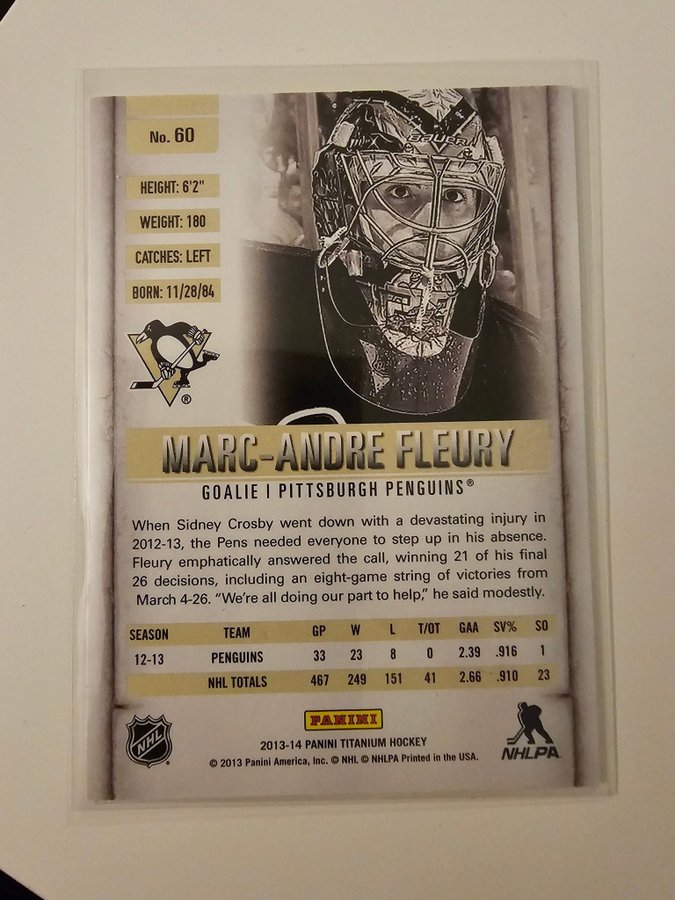 No. 60
BAUER
HEIGHT: 6'2"
WEIGHT: 180
CATCHES: LEFT
BORN: 11/28/84
®
MARC-ANDRE FLEURY
GOALIE | PITTSBURGH PENGUINS®
When Sidney Crosby went down with a devastating injury in
2012-13, the Pens needed everyone to step up in his absence.
Fleury emphatically answered the call, winning 21 of his final
26 decisions, including an eight-game string of victories from
March 4-26. "We're all doing our part to help," he said modestly.
SEASON TEAM GP W L T/OT GAA SV% SO
12-13 PENGUINS 33 23 8 0 2.39 .916 1
NHL TOTALS 467 249 151 41 2.66 .910 23
PANINI
NHL ®
2013-14 PANINI TITANIUM HOCKEY
NHLPA
© 2013 Panini America, Inc. © NHL © NHLPA Printed in the USA.